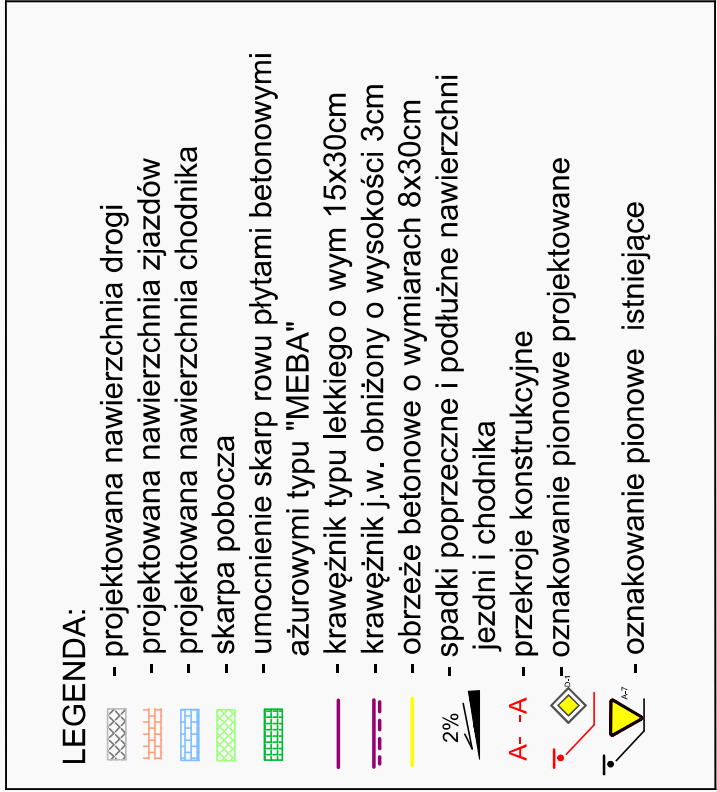 LEGENDA:
- projektowana nawierzchnia drogi
- projektowana nawierzchnia zjazdów
- projektowana nawierzchnia chodnika
- skarpa pobocza
- umocnienie skarp rowu płytami betonowymi
ażurowymi typu "MEBA"
- krawężnik typu lekkiego o wym 15x30cm
- krawężnik j.w. obniżony o wysokości 3cm
- obrzeże betonowe o wymiarach 8x30cm
2% - spadki poprzeczne i podłużne nawierzchni
jezdni i chodnika
A- -A - przekroje konstrukcyjne
D-1 - oznakowanie pionowe projektowane
A-7 - oznakowanie pionowe istniejące